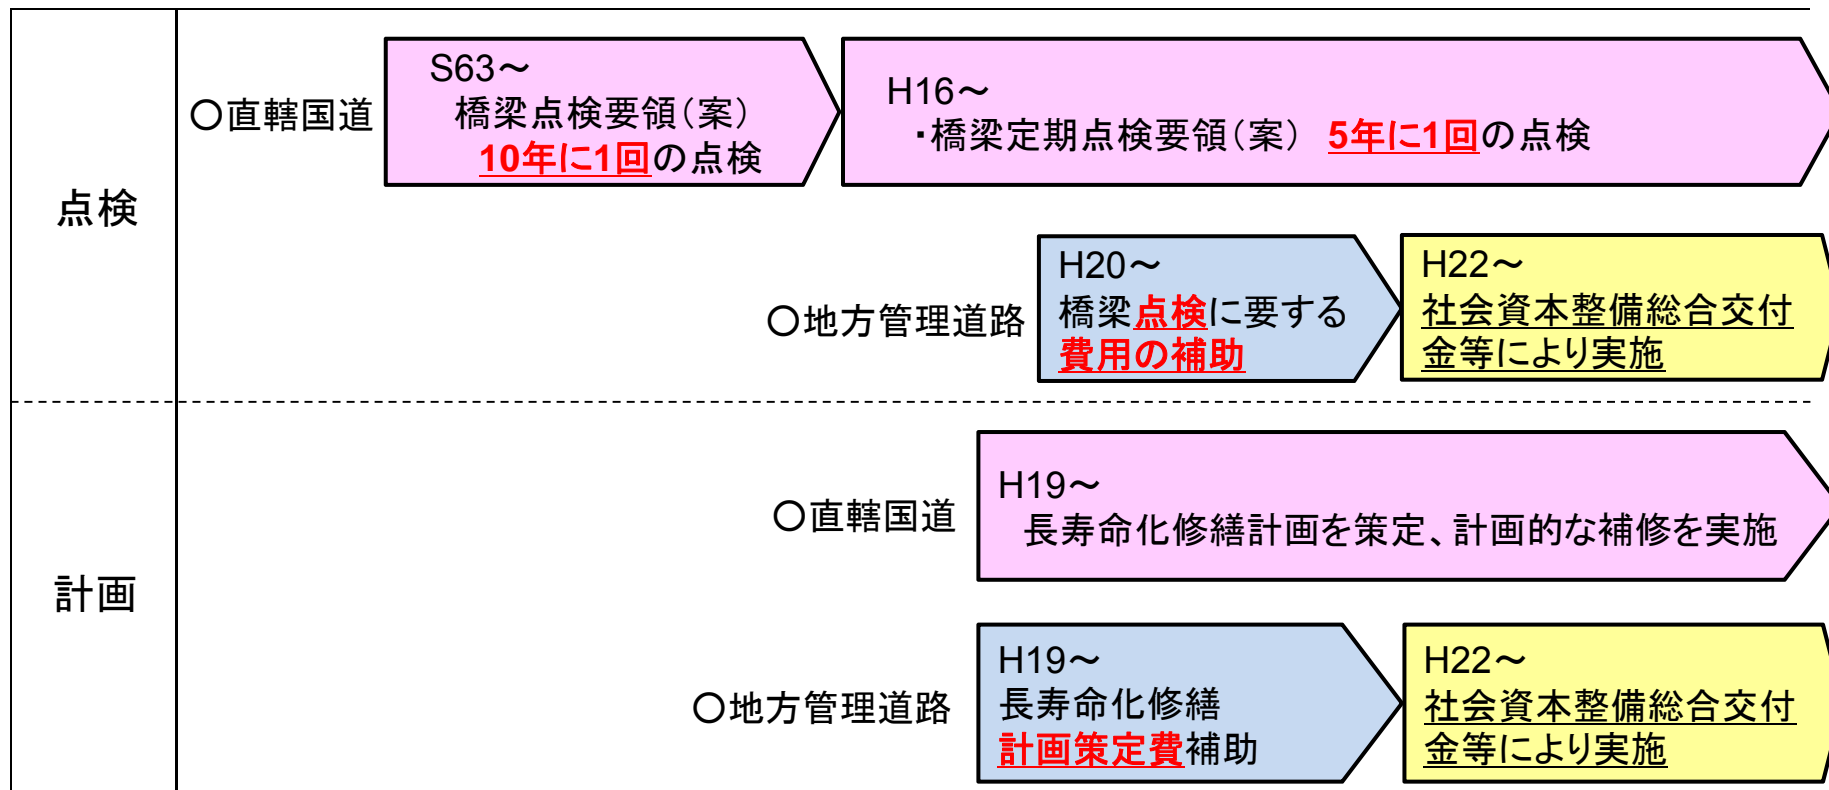 点検
〇直轄国道
S63～
橋梁点検要領（案）
10年に1回の点検
H16～
・橋梁定期点検要領（案） 5年に1回の点検
〇地方管理道路
H20～
橋梁点検に要する
費用の補助
H22～
社会資本整備総合交付
金等により実施
計画
〇直轄国道
H19～
長寿命化修繕計画を策定、計画的な補修を実施
〇地方管理道路
H19～
長寿命化修繕
計画策定費補助
H22～
社会資本整備総合交付
金等により実施